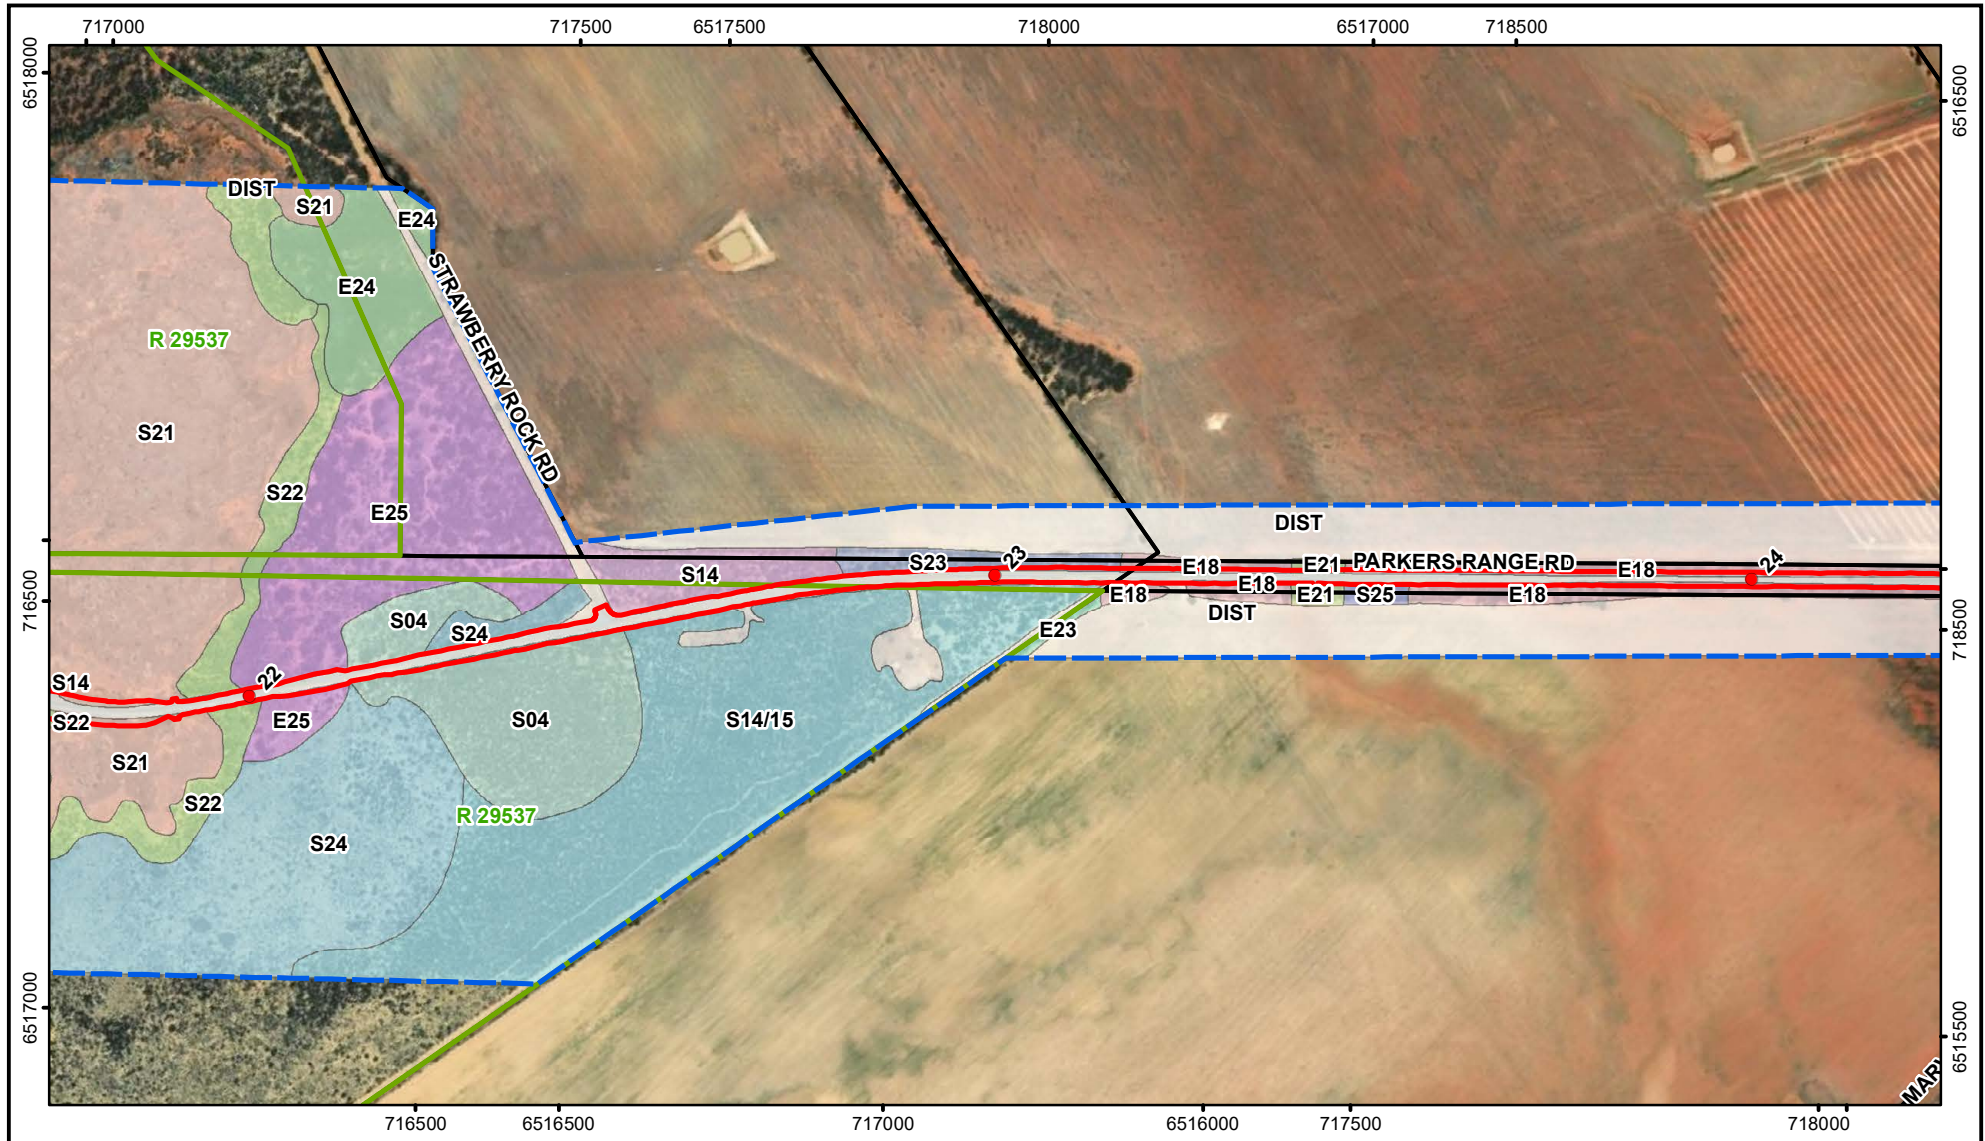 717000
717500
6517500
718000
6517000
718500
6518000
6516500
DIST
S21
E24
STRAWBERRY ROCK RD
E24
R 29537
S21
S22
E25
DIST
S23
23
E18
E21
PARKERS RANGE RD
E18
24
S14
E18
E18
E21
S25
E18
716500
S04
S24
E23
DIST
718500
22
S14
S22
E25
S04
S14/15
S21
S22
R 29537
S24
6517000
6515500
MARV
716500
6516500
717000
6516000
717500
718000